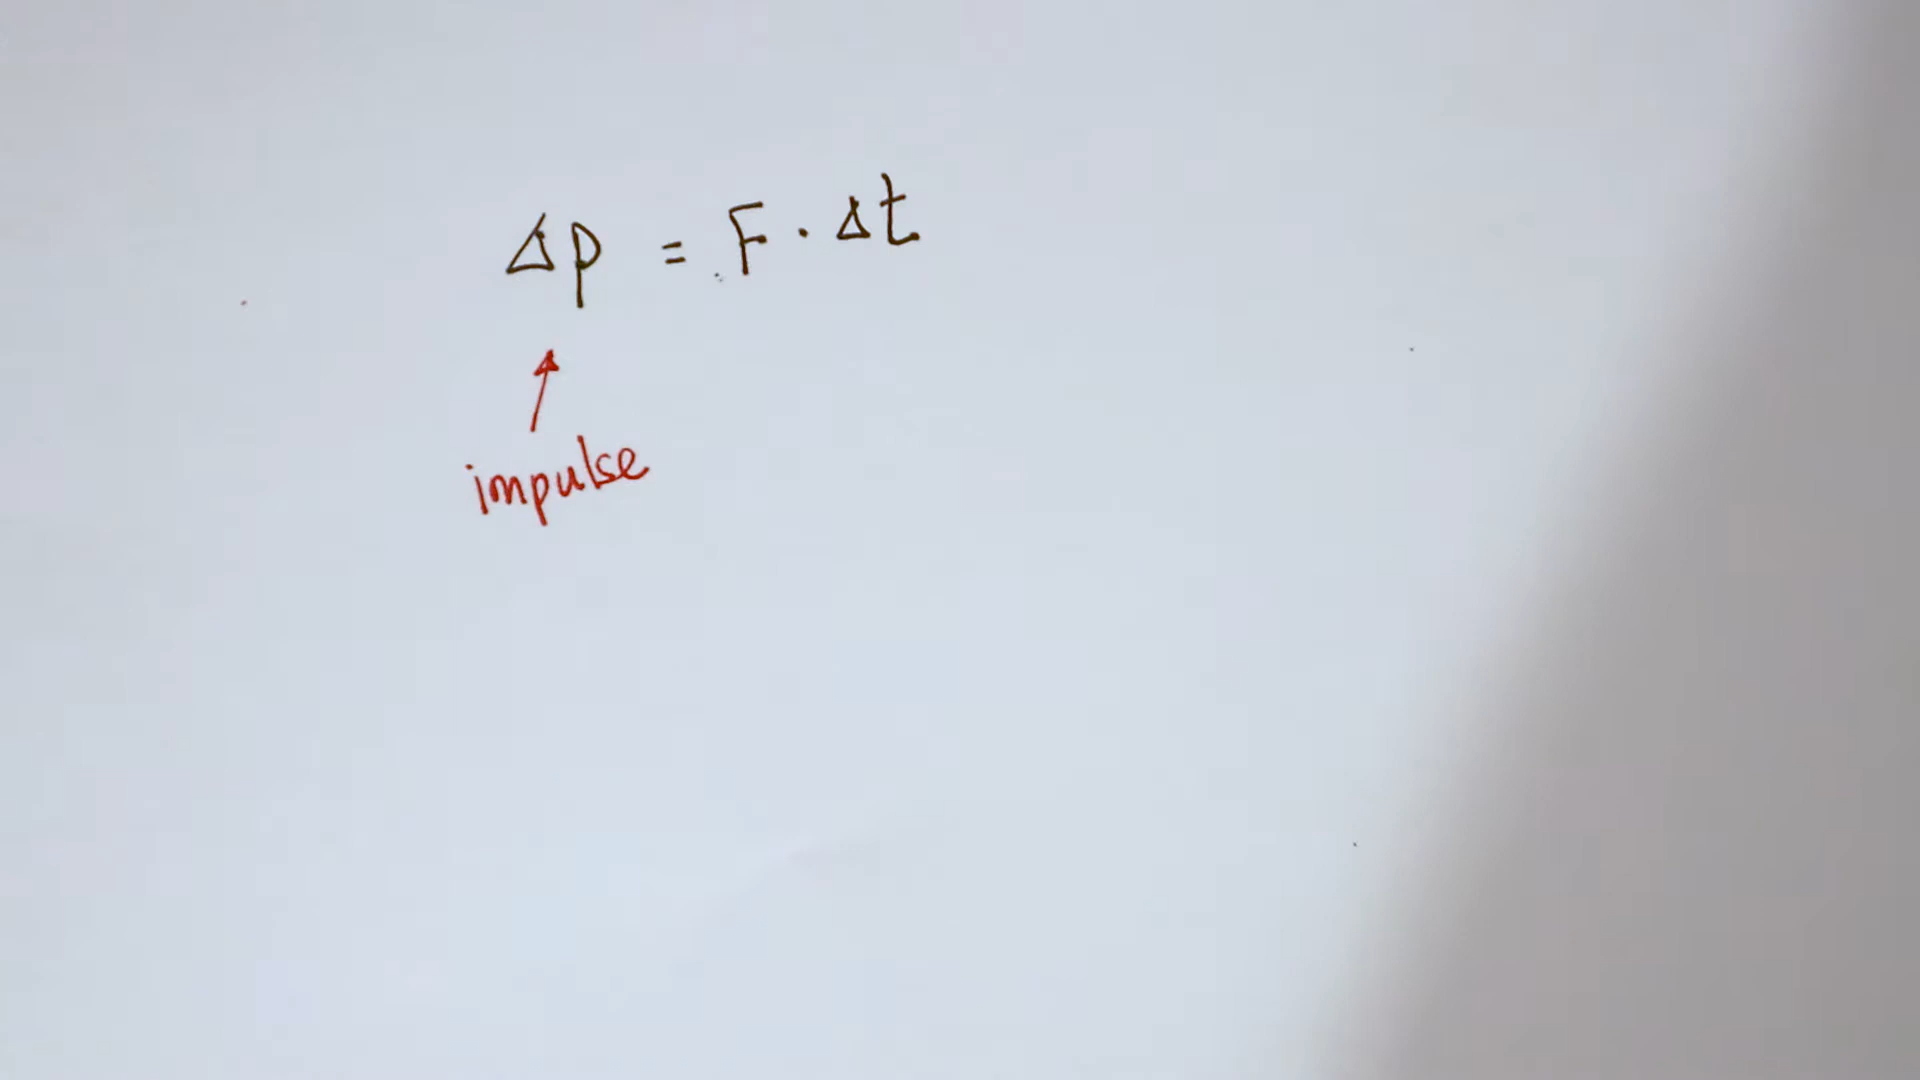 Δp = F · Δt
impulse